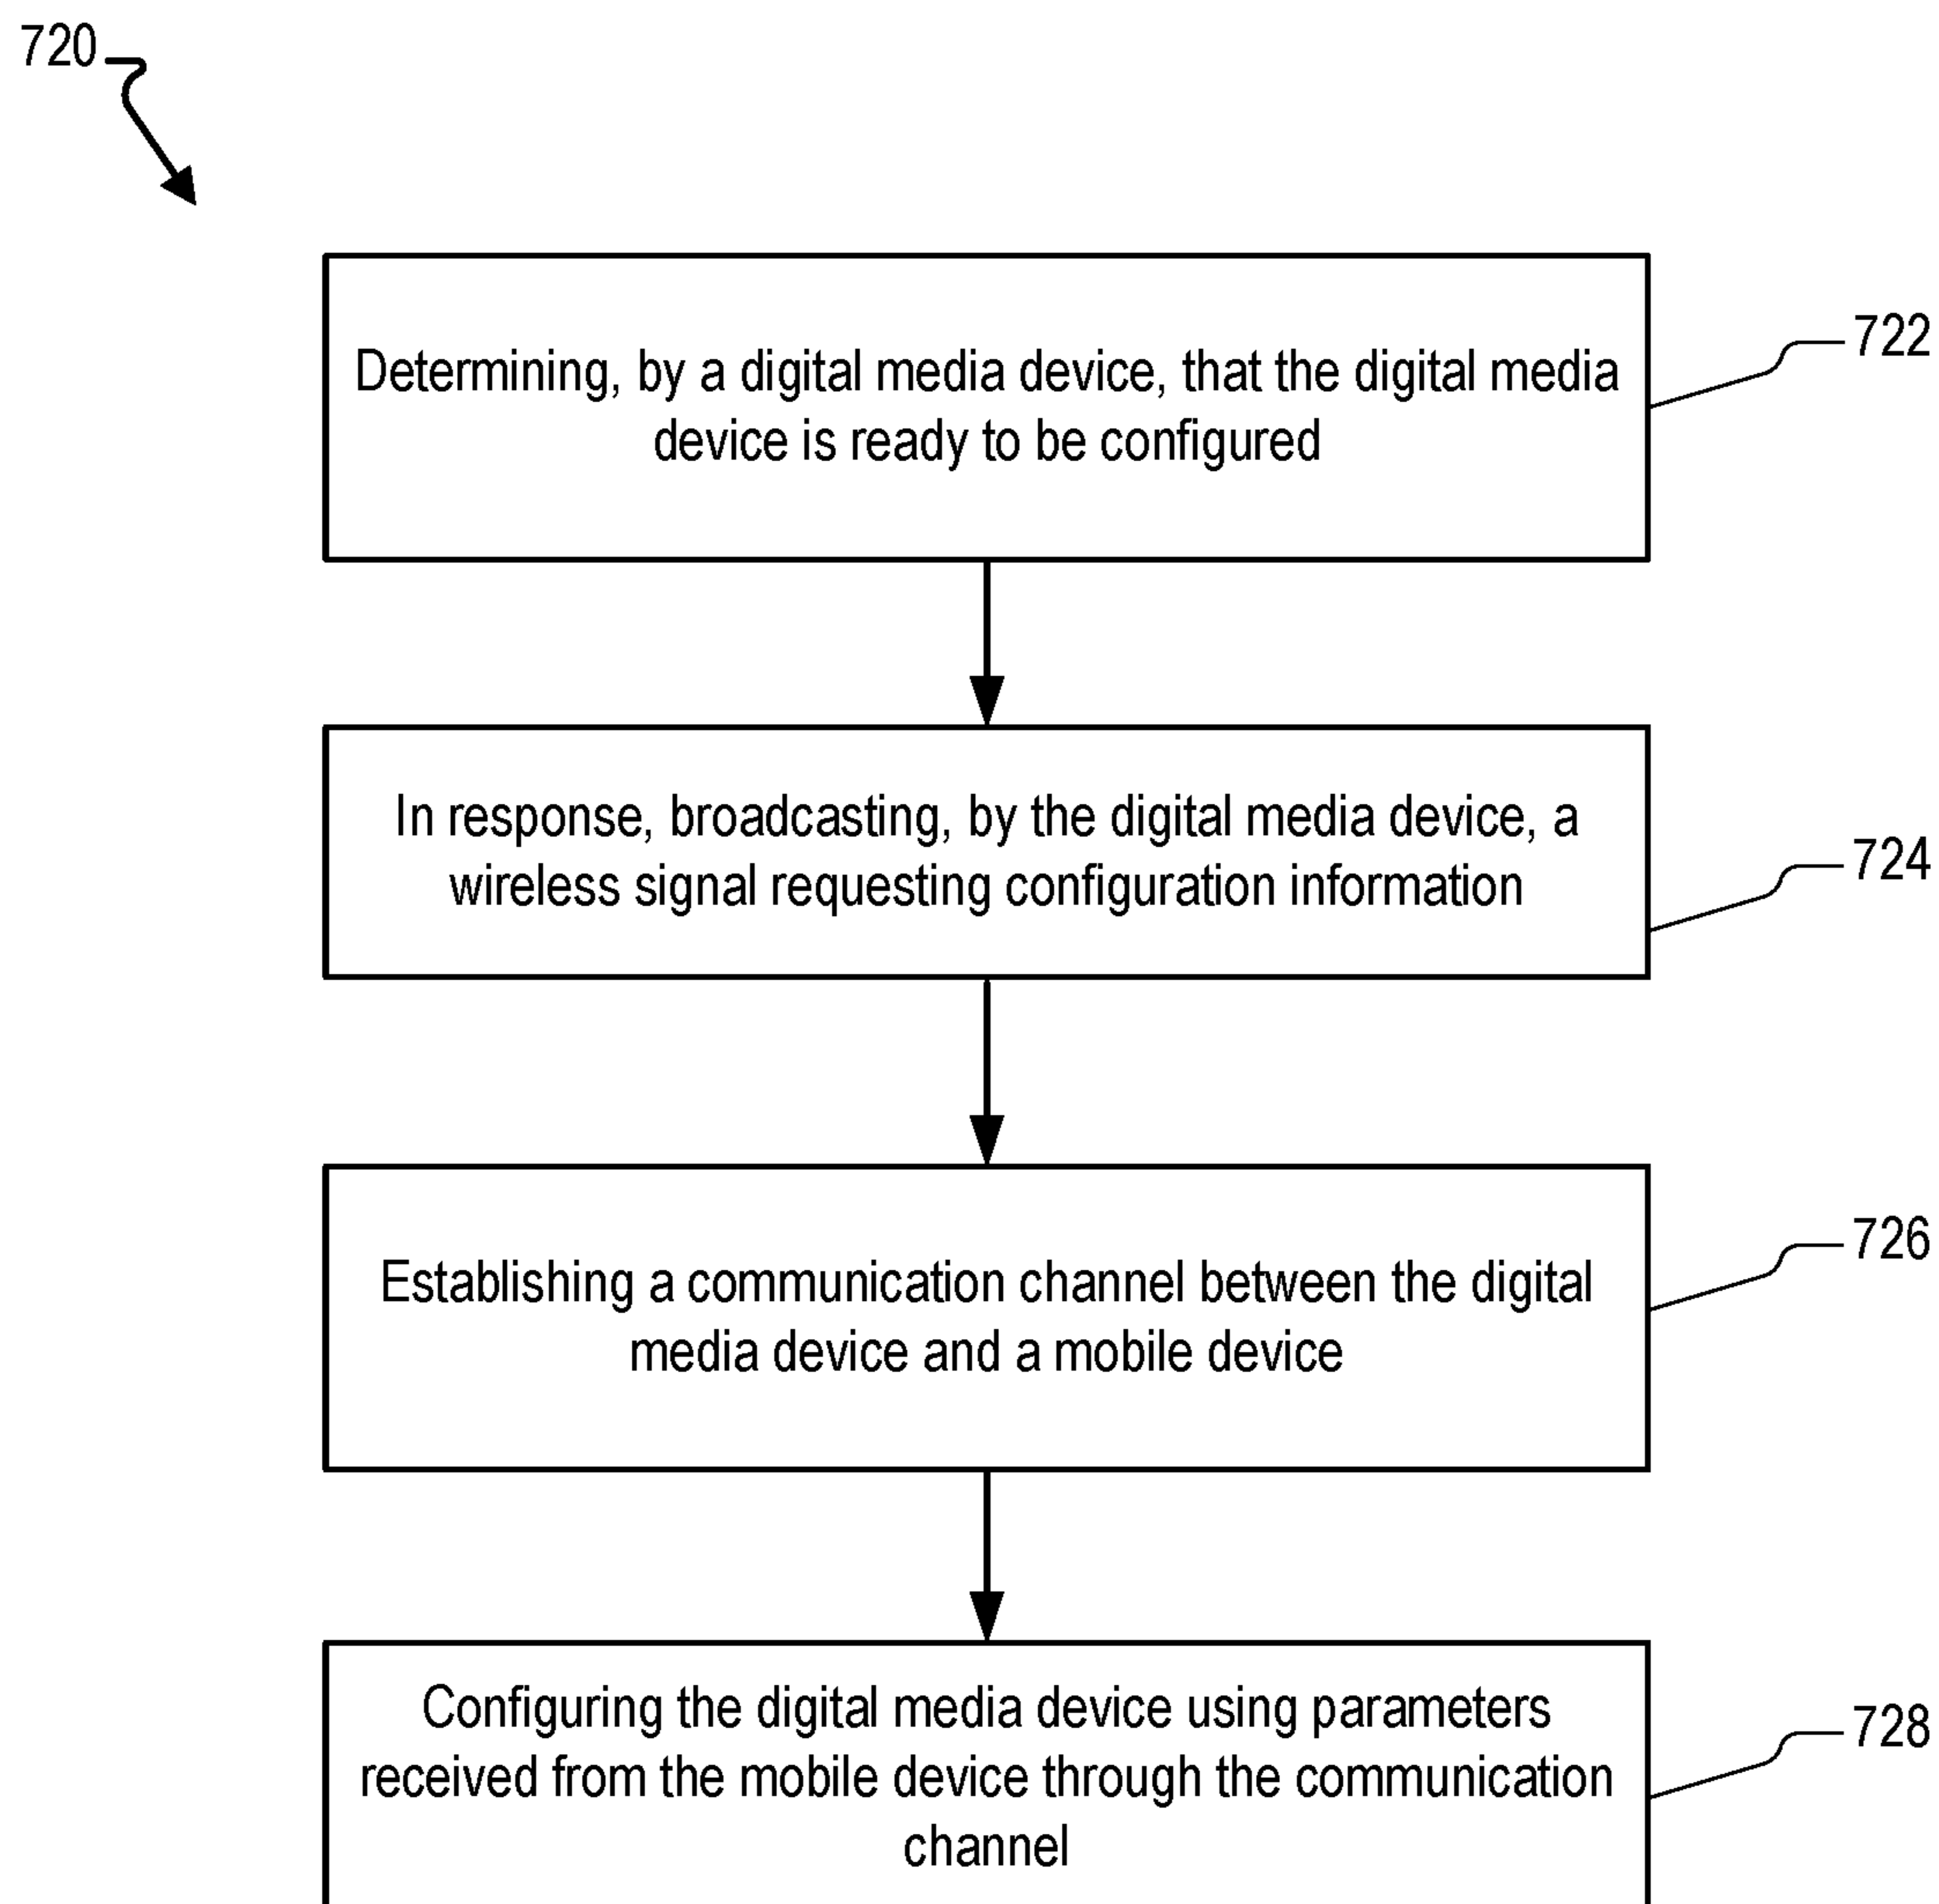 720
Determining, by a digital media device, that the digital media
device is ready to be configured
722
In response, broadcasting, by the digital media device, a
wireless signal requesting configuration information
724
Establishing a communication channel between the digital
media device and a mobile device
726
Configuring the digital media device using parameters
received from the mobile device through the communication
channel
728